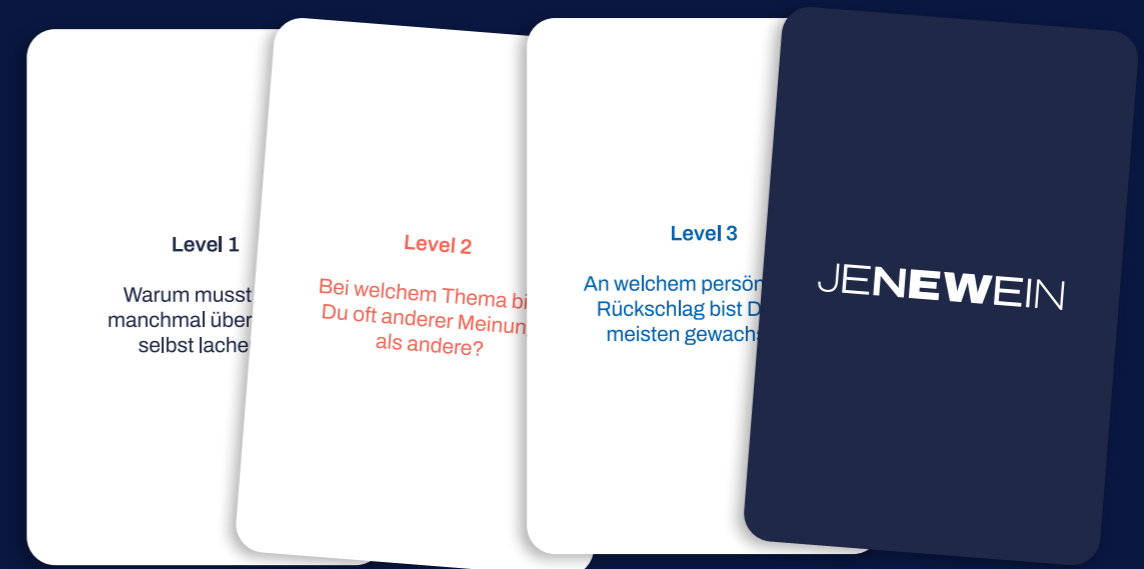 Level 1
Warum musst
manchmal über
selbst lache
Level 2
Bei welchem Thema bi
Du oft anderer Meinun
als andere?
Level 3
An welchem persön
Rückschlag bist D
meisten gewachs
JENEWEIN